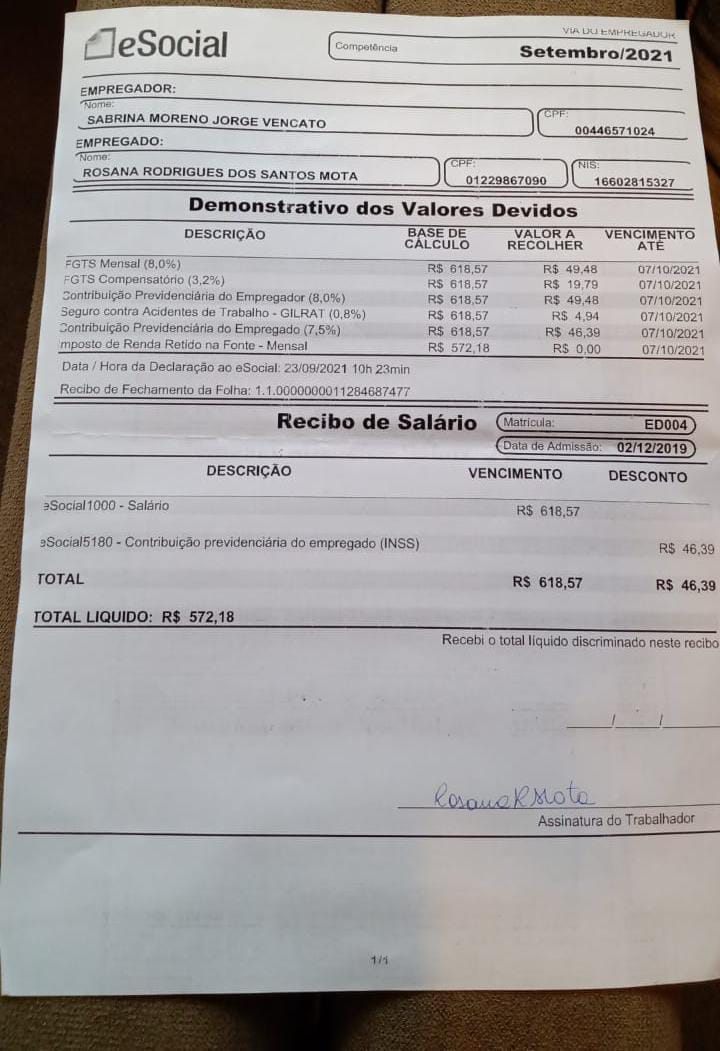 VIA DO EMPREGADOR
eSocial
Competência
Setembro/2021
EMPREGADOR:
Nome:
SABRINA MORENO JORGE VENCATO
CPF:
00446571024
EMPREGADO:
Nome:
ROSANA RODRIGUES DOS SANTOS MOTA
CPF:
01229867090
NIS:
16602815327
Demonstrativo dos Valores Devidos
DESCRIÇÃO BASE DE CÁLCULO VALOR A RECOLHER VENCIMENTO ATÉ
FGTS Mensal (8,0%) R$ 618,57 R$ 49,48 07/10/2021
FGTS Compensatório (3,2%) R$ 618,57 R$ 19,79 07/10/2021
Contribuição Previdenciária do Empregador (8,0%) R$ 618,57 R$ 49,48 07/10/2021
Seguro contra Acidentes de Trabalho - GILRAT (0,8%) R$ 618,57 R$ 4,94 07/10/2021
Contribuição Previdenciária do Empregado (7,5%) R$ 618,57 R$ 46,39 07/10/2021
mposto de Renda Retido na Fonte - Mensal R$ 572,18 R$ 0,00 07/10/2021
Data / Hora da Declaração ao eSocial: 23/09/2021 10h 23min
Recibo de Fechamento da Folha: 1.1.0000000011284687477
Recibo de Salário
Matrícula: ED004
Data de Admissão: 02/12/2019
DESCRIÇÃO VENCIMENTO DESCONTO
eSocial1000 - Salário R$ 618,57
eSocial5180 - Contribuição previdenciária do empregado (INSS) R$ 46,39
TOTAL R$ 618,57 R$ 46,39
TOTAL LIQUIDO: R$ 572,18
Recebi o total líquido discriminado neste recibo
/ /
Rosana R Mota
Assinatura do Trabalhador
1/1